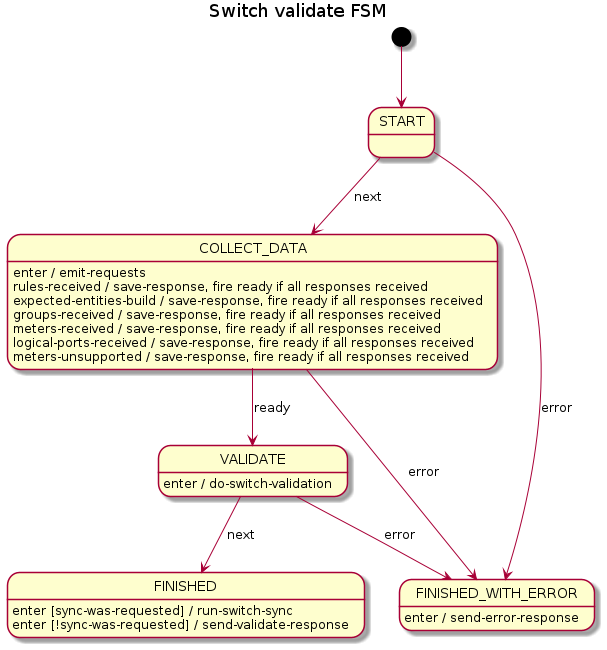 Switch validate FSM
START
next
COLLECT_DATA
enter / emit-requests
rules-received / save-response, fire ready if all responses received
expected-entities-build / save-response, fire ready if all responses received
groups-received / save-response, fire ready if all responses received
meters-received / save-response, fire ready if all responses received
logical-ports-received / save-response, fire ready if all responses received
meters-unsupported / save-response, fire ready if all responses received
ready
error
VALIDATE
enter / do-switch-validation
error
next
error
FINISHED
enter [sync-was-requested] / run-switch-sync
enter [!sync-was-requested] / send-validate-response
FINISHED_WITH_ERROR
enter / send-error-response